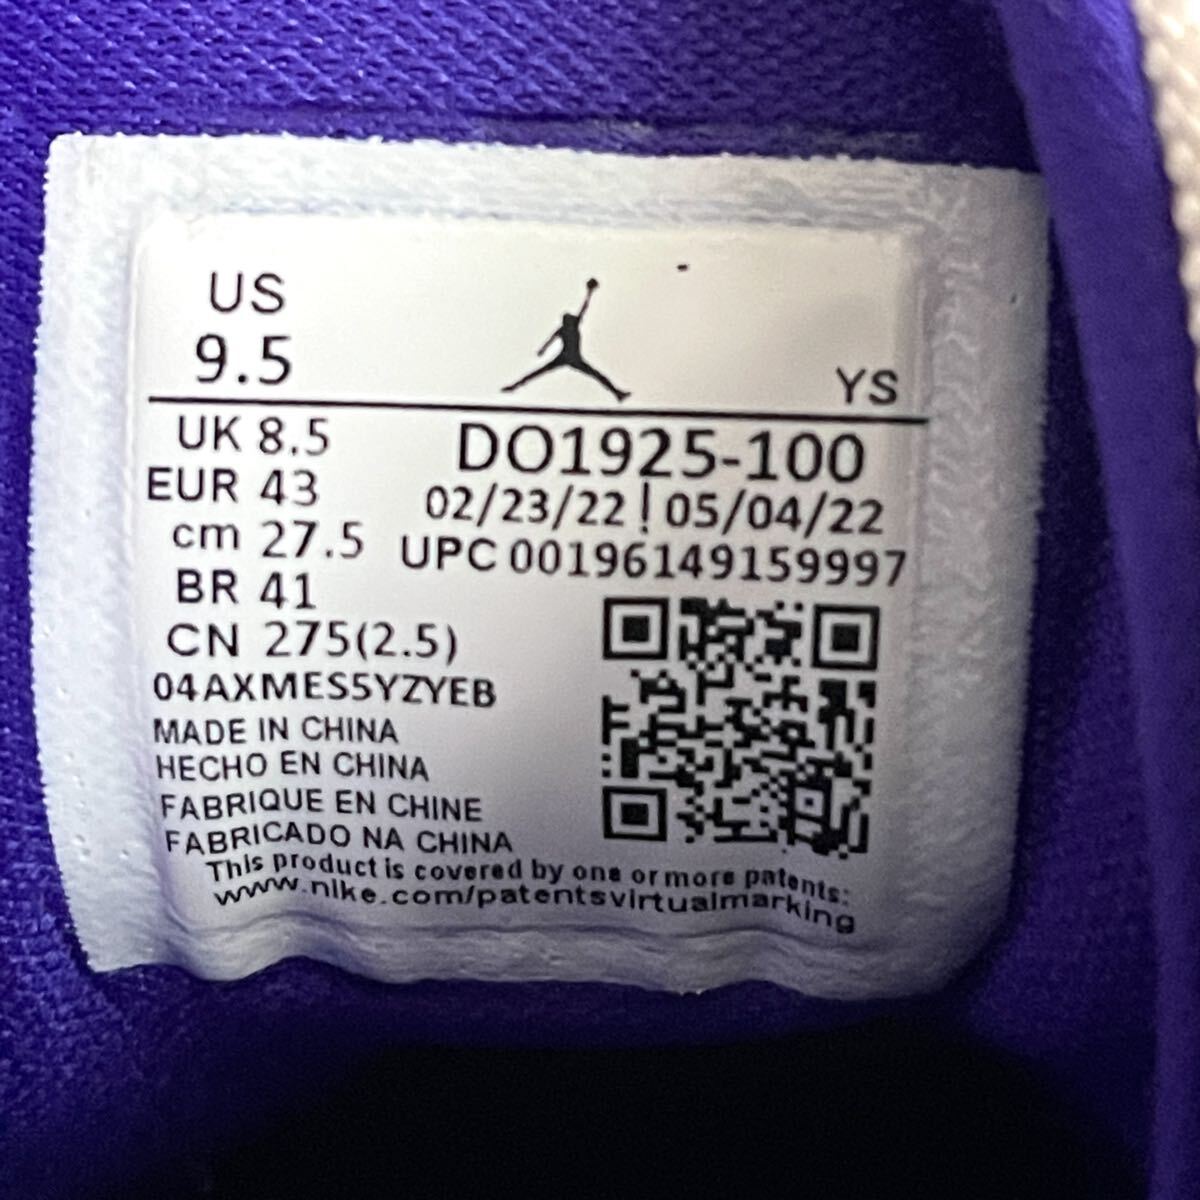 US
9.5
YS
UK 8.5
EUR 43
cm 27.5
BR 41
CN 275(2.5)
DO1925-100
02/23/22 ! 05/04/22
UPC 00196149159997
04AXMES5YZYEB
MADE IN CHINA
HECHO EN CHINA
FABRIQUE EN CHINE
FABRICADO NA CHINA
This product is covered by one or more patents:
www.nike.com/patentsvirtualmarking